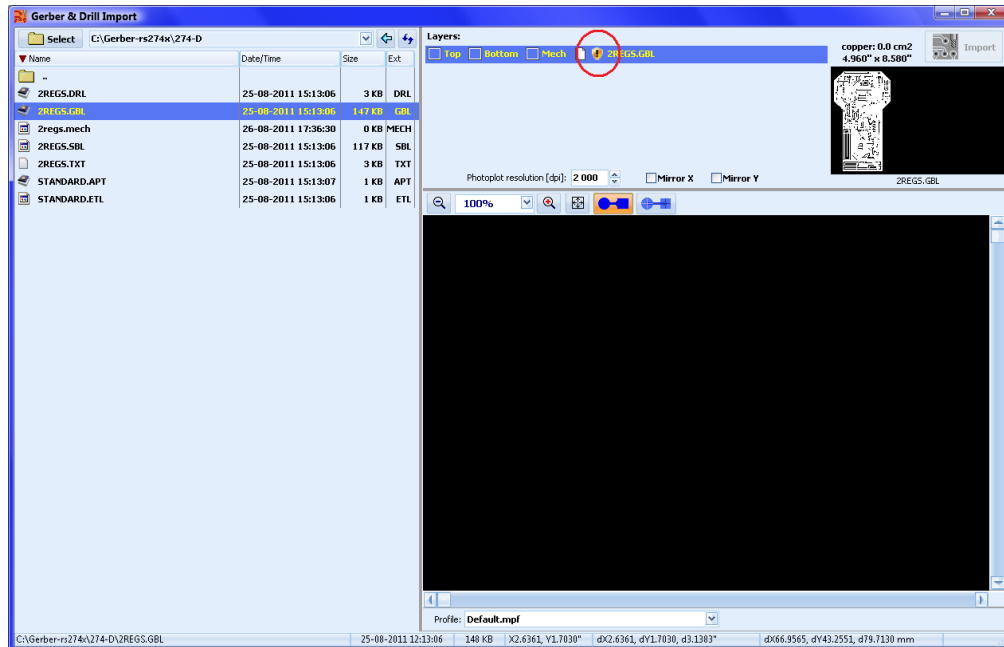 Gerber & Drill Import
Select C:\Gerber-rs274x\274-D
Name Date/Time Size Ext
..
2REGS.DRL 25-08-2011 15:13:06 3 KB DRL
2REGS.GBL 25-08-2011 15:13:06 147 KB GBL
2regs.mech 26-08-2011 17:36:30 0 KB MECH
2REGS.SBL 25-08-2011 15:13:06 117 KB SBL
2REGS.TXT 25-08-2011 15:13:06 3 KB TXT
STANDARD.APT 25-08-2011 15:13:07 1 KB APT
STANDARD.ETL 25-08-2011 15:13:06 1 KB ETL
Layers:
Top Bottom Mech 2REGS.GBL
copper: 0.0 cm2
4.960" x 8.580"
Import
Photoplot resolution [dpi]: 2 000 Mirror X Mirror Y
2REGS.GBL
100%
Profile: Default.mpf
C:\Gerber-rs274x\274-D\2REGS.GBL 25-08-2011 12:13:06 148 KB X2.6361, Y1.7030" dX2.6361, dY1.7030, d3.1383" dX66.9565, dY43.2551, d79.7130 mm